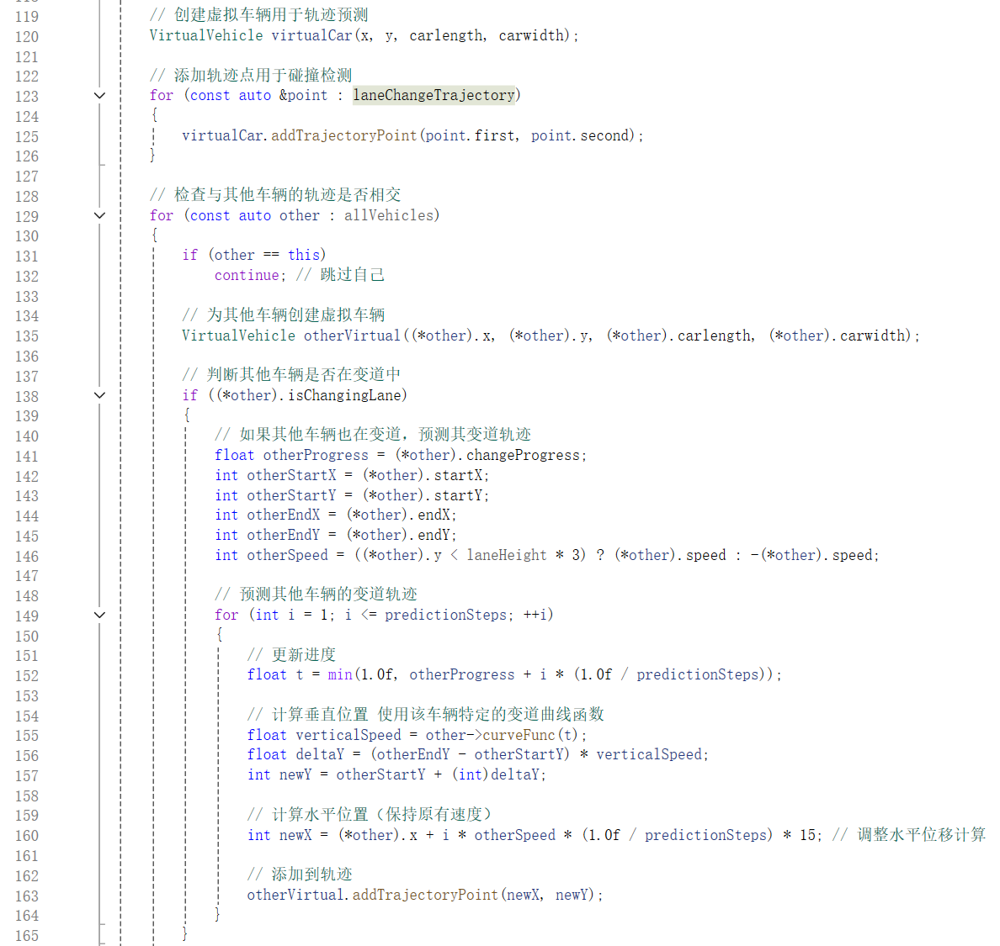 119 // 创建虚拟车辆用于轨迹预测
120 VirtualVehicle virtualCar(x, y, carlength, carwidth);
121
122 // 添加轨迹点用于碰撞检测
123 for (const auto &point : laneChangeTrajectory)
124 {
125 virtualCar.addTrajectoryPoint(point.first, point.second);
126 }
127
128 // 检查与其他车辆的轨迹是否相交
129 for (const auto other : allVehicles)
130 {
131 if (other == this)
132 continue; // 跳过自己
133
134 // 为其他车辆创建虚拟车辆
135 VirtualVehicle otherVirtual((*other).x, (*other).y, (*other).carlength, (*other).carwidth);
136
137 // 判断其他车辆是否在变道中
138 if ((*other).isChangingLane)
139 {
140 // 如果其他车辆也在变道，预测其变道轨迹
141 float otherProgress = (*other).changeProgress;
142 int otherStartX = (*other).startX;
143 int otherStartY = (*other).startY;
144 int otherEndX = (*other).endX;
145 int otherEndY = (*other).endY;
146 int otherSpeed = ((*other).y < laneHeight * 3) ? (*other).speed : -(*other).speed;
147
148 // 预测其他车辆的变道轨迹
149 for (int i = 1; i <= predictionSteps; ++i)
150 {
151 // 更新进度
152 float t = min(1.0f, otherProgress + i * (1.0f / predictionSteps));
153
154 // 计算垂直位置 使用该车辆特定的变道曲线函数
155 float verticalSpeed = other->curveFunc(t);
156 float deltaY = (otherEndY - otherStartY) * verticalSpeed;
157 int newY = otherStartY + (int)deltaY;
158
159 // 计算水平位置（保持原有速度）
160 int newX = (*other).x + i * otherSpeed * (1.0f / predictionSteps) * 15; // 调整水平位移计算
161
162 // 添加到轨迹
163 otherVirtual.addTrajectoryPoint(newX, newY);
164 }
165 }